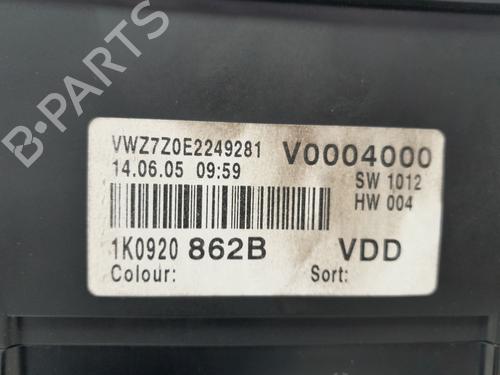 VWZ7Z0E2249281 V0004000
14.06.05 09:59 SW 1012
HW 004
1K0920 862B VDD
Colour: Sort:
B-PARTS